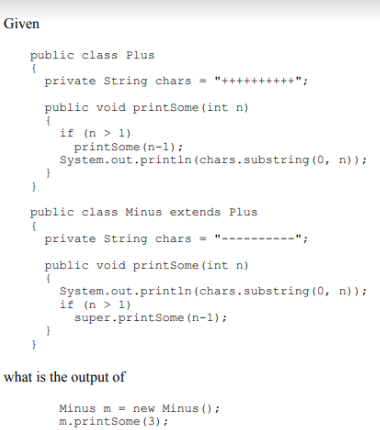 Given
public class Plus
{
private String chars = "++++++++++";
public void printSome(int n)
{
if (n > 1)
printSome(n-1);
System.out.println(chars.substring(0, n));
}
}
public class Minus extends Plus
{
private String chars = "----------";
public void printSome(int n)
{
System.out.println(chars.substring(0, n));
if (n > 1)
super.printSome(n-1);
}
}
what is the output of
Minus m = new Minus();
m.printSome(3);